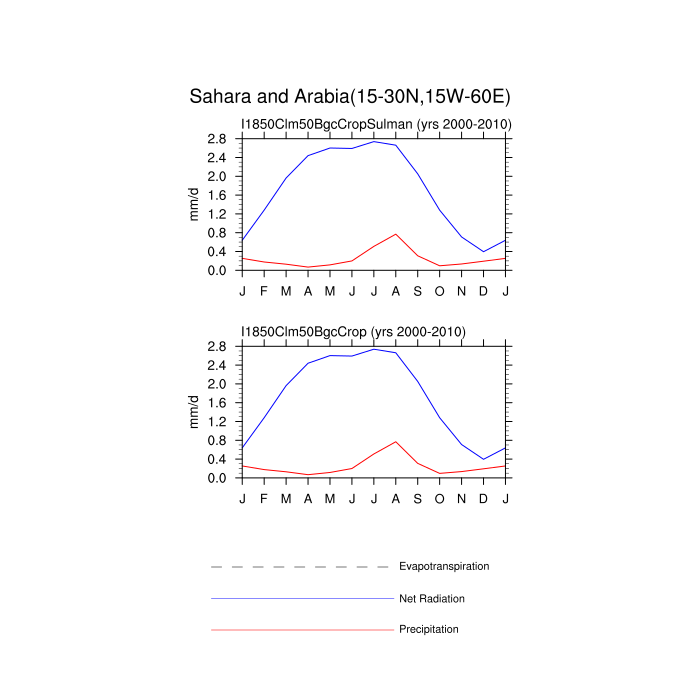 Sahara and Arabia(15-30N,15W-60E)
I1850Clm50BgcCropSulman (yrs 2000-2010)
2.8
2.4
2.0
1.6
1.2
0.8
0.4
0.0
mm/d
J F M A M J J A S O N D J
I1850Clm50BgcCrop (yrs 2000-2010)
2.8
2.4
2.0
1.6
1.2
0.8
0.4
0.0
mm/d
J F M A M J J A S O N D J
Evapotranspiration
Net Radiation
Precipitation